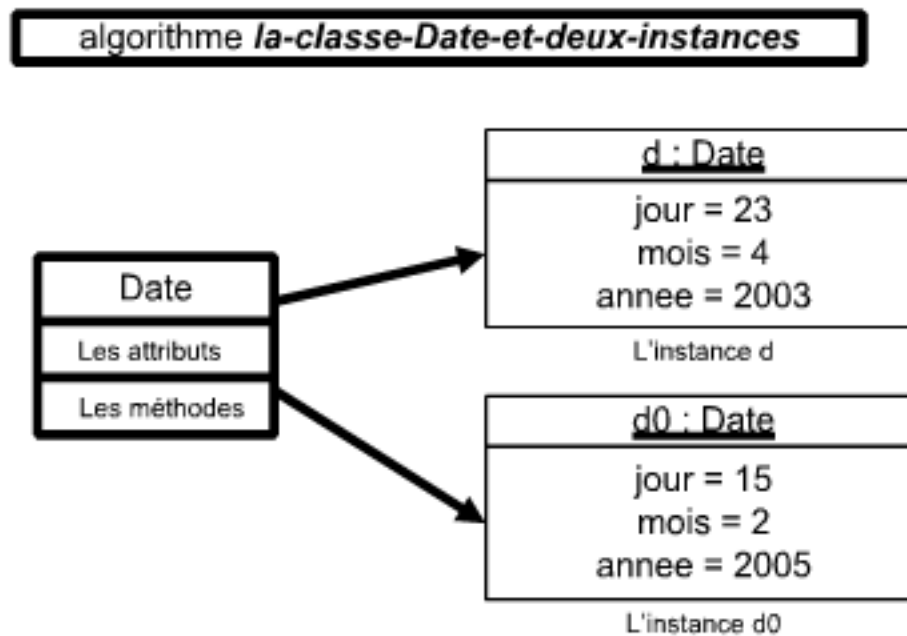 algorithme la-classe-Date-et-deux-instances
d : Date
jour = 23
mois = 4
annee = 2003
L'instance d
Date
Les attributs
Les méthodes
d0 : Date
jour = 15
mois = 2
annee = 2005
L'instance d0